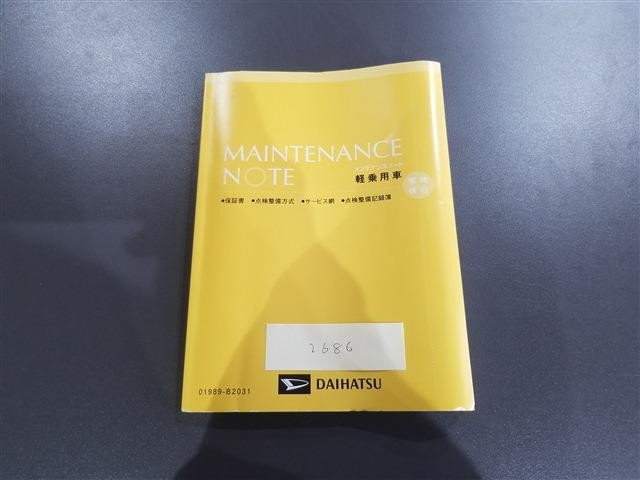 MAINTENANCE
NOTE
メンテナンスノート
軽乗用車
●保証書 ●点検整備方式 ●サービス網 ●点検整備記録簿
2686
DAIHATSU
01989-B2031